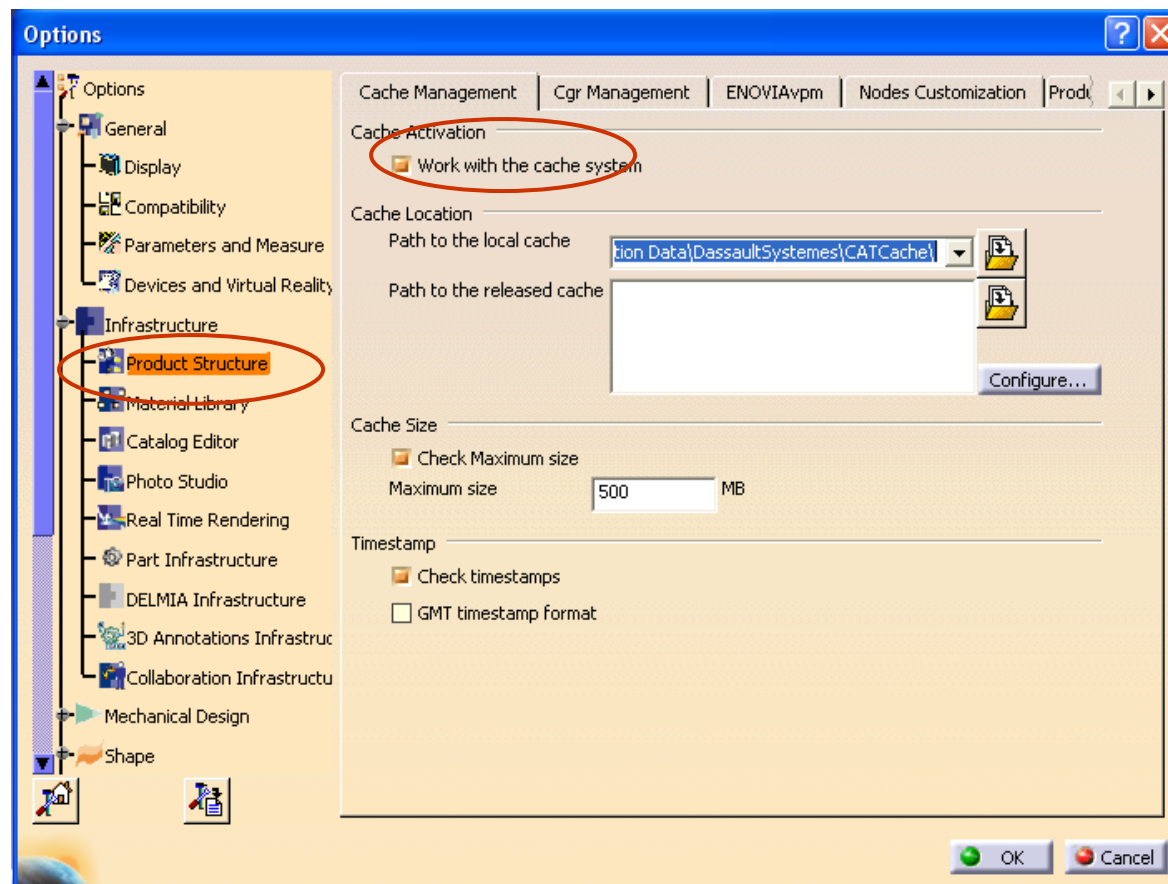 Options
Options
General
Display
Compatibility
Parameters and Measure
Devices and Virtual Reality
Infrastructure
Product Structure
Material Library
Catalog Editor
Photo Studio
Real Time Rendering
Part Infrastructure
DELMIA Infrastructure
3D Annotations Infrastruc
Collaboration Infrastructu
Mechanical Design
Shape
Cache Management Cgr Management ENOVIAvpm Nodes Customization Produ
Cache Activation
Work with the cache system
Cache Location
Path to the local cache
tion Data\DassaultSystemes\CATCache\
Path to the released cache
Configure...
Cache Size
Check Maximum size
Maximum size 500 MB
Timestamp
Check timestamps
GMT timestamp format
OK Cancel